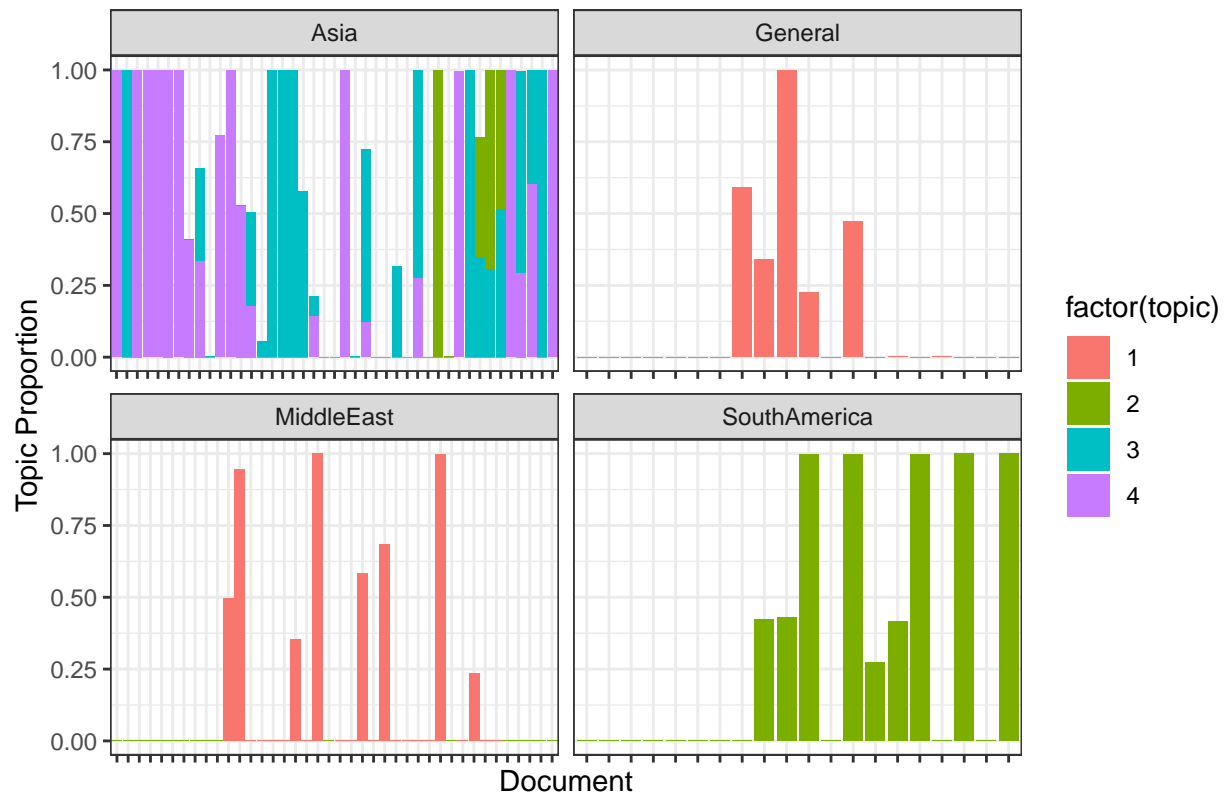 Asia
General
1.00
0.75
0.50
0.25
0.00
MiddleEast
SouthAmerica
1.00
0.75
0.50
0.25
0.00
Topic Proportion
Document
factor(topic)
1
2
3
4